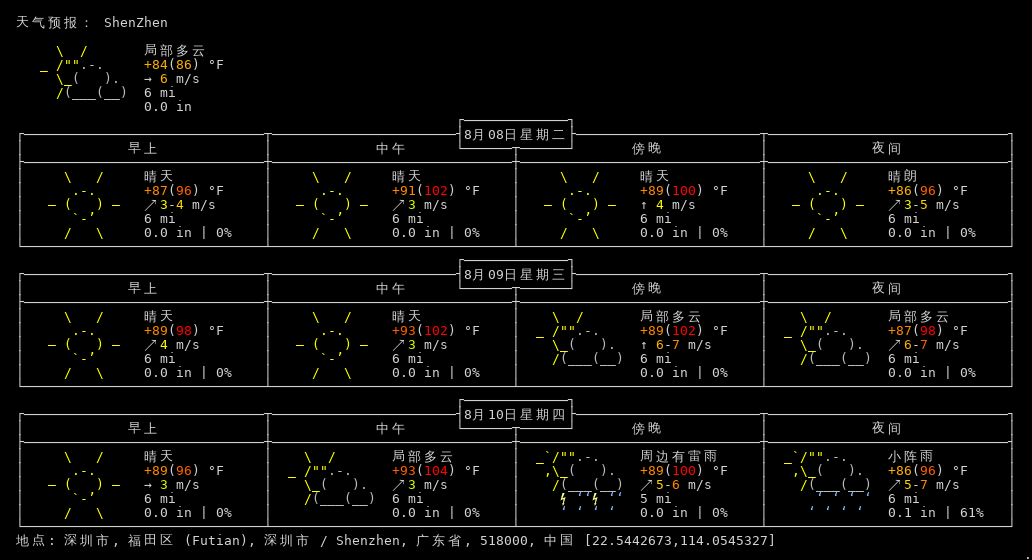 天气预报： ShenZhen
局部多云
+84(86) °F
→ 6 m/s
6 mi
0.0 in
8月08日星期二
早上 中午 傍晚 夜间
晴天 晴天 晴天 晴朗
+87(96) °F +91(102) °F +89(100) °F +86(96) °F
↗ 3-4 m/s ↗ 3 m/s ↑ 4 m/s ↗ 3-5 m/s
6 mi 6 mi 6 mi 6 mi
0.0 in | 0% 0.0 in | 0% 0.0 in | 0% 0.0 in | 0%
8月09日星期三
早上 中午 傍晚 夜间
晴天 晴天 局部多云 局部多云
+89(98) °F +93(102) °F +89(102) °F +87(98) °F
↗ 4 m/s ↗ 3 m/s ↑ 6-7 m/s ↗ 6-7 m/s
6 mi 6 mi 6 mi 6 mi
0.0 in | 0% 0.0 in | 0% 0.0 in | 0% 0.0 in | 0%
8月10日星期四
早上 中午 傍晚 夜间
晴天 局部多云 周边有雷雨 小阵雨
+89(96) °F +93(104) °F +89(100) °F +86(96) °F
→ 3 m/s ↗ 3 m/s ↗ 5-6 m/s ↗ 5-7 m/s
6 mi 6 mi 5 mi 6 mi
0.0 in | 0% 0.0 in | 0% 0.0 in | 0% 0.1 in | 61%
地点: 深圳市, 福田区 (Futian), 深圳市 / Shenzhen, 广东省, 518000, 中国 [22.5442673,114.0545327]